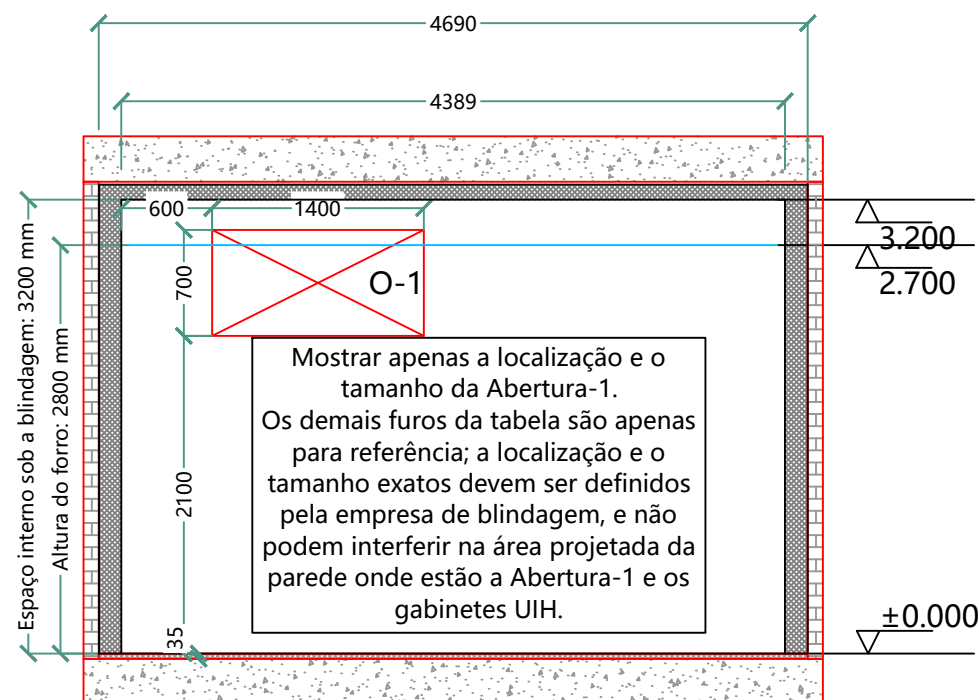 4690
4389
600
1400
3.200
2.700
700
O-1
Espaço interno sob a blindagem: 3200 mm
Altura do forro: 2800 mm
Mostrar apenas a localização e o
tamanho da Abertura-1.
Os demais furos da tabela são apenas
para referência; a localização e o
tamanho exatos devem ser definidos
pela empresa de blindagem, e não
podem interferir na área projetada da
parede onde estão a Abertura-1 e os
gabinetes UIH.
2100
35
±0.000